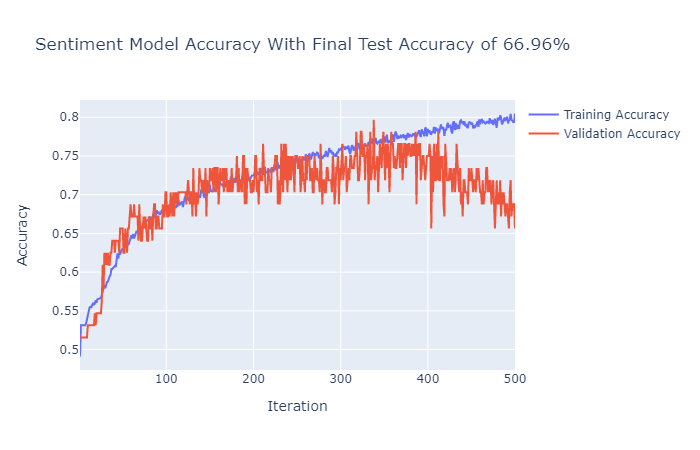 Sentiment Model Accuracy With Final Test Accuracy of 66.96%
Training Accuracy
Validation Accuracy
0.8
0.75
0.7
0.65
0.6
0.55
0.5
Accuracy
100
200
300
400
500
Iteration